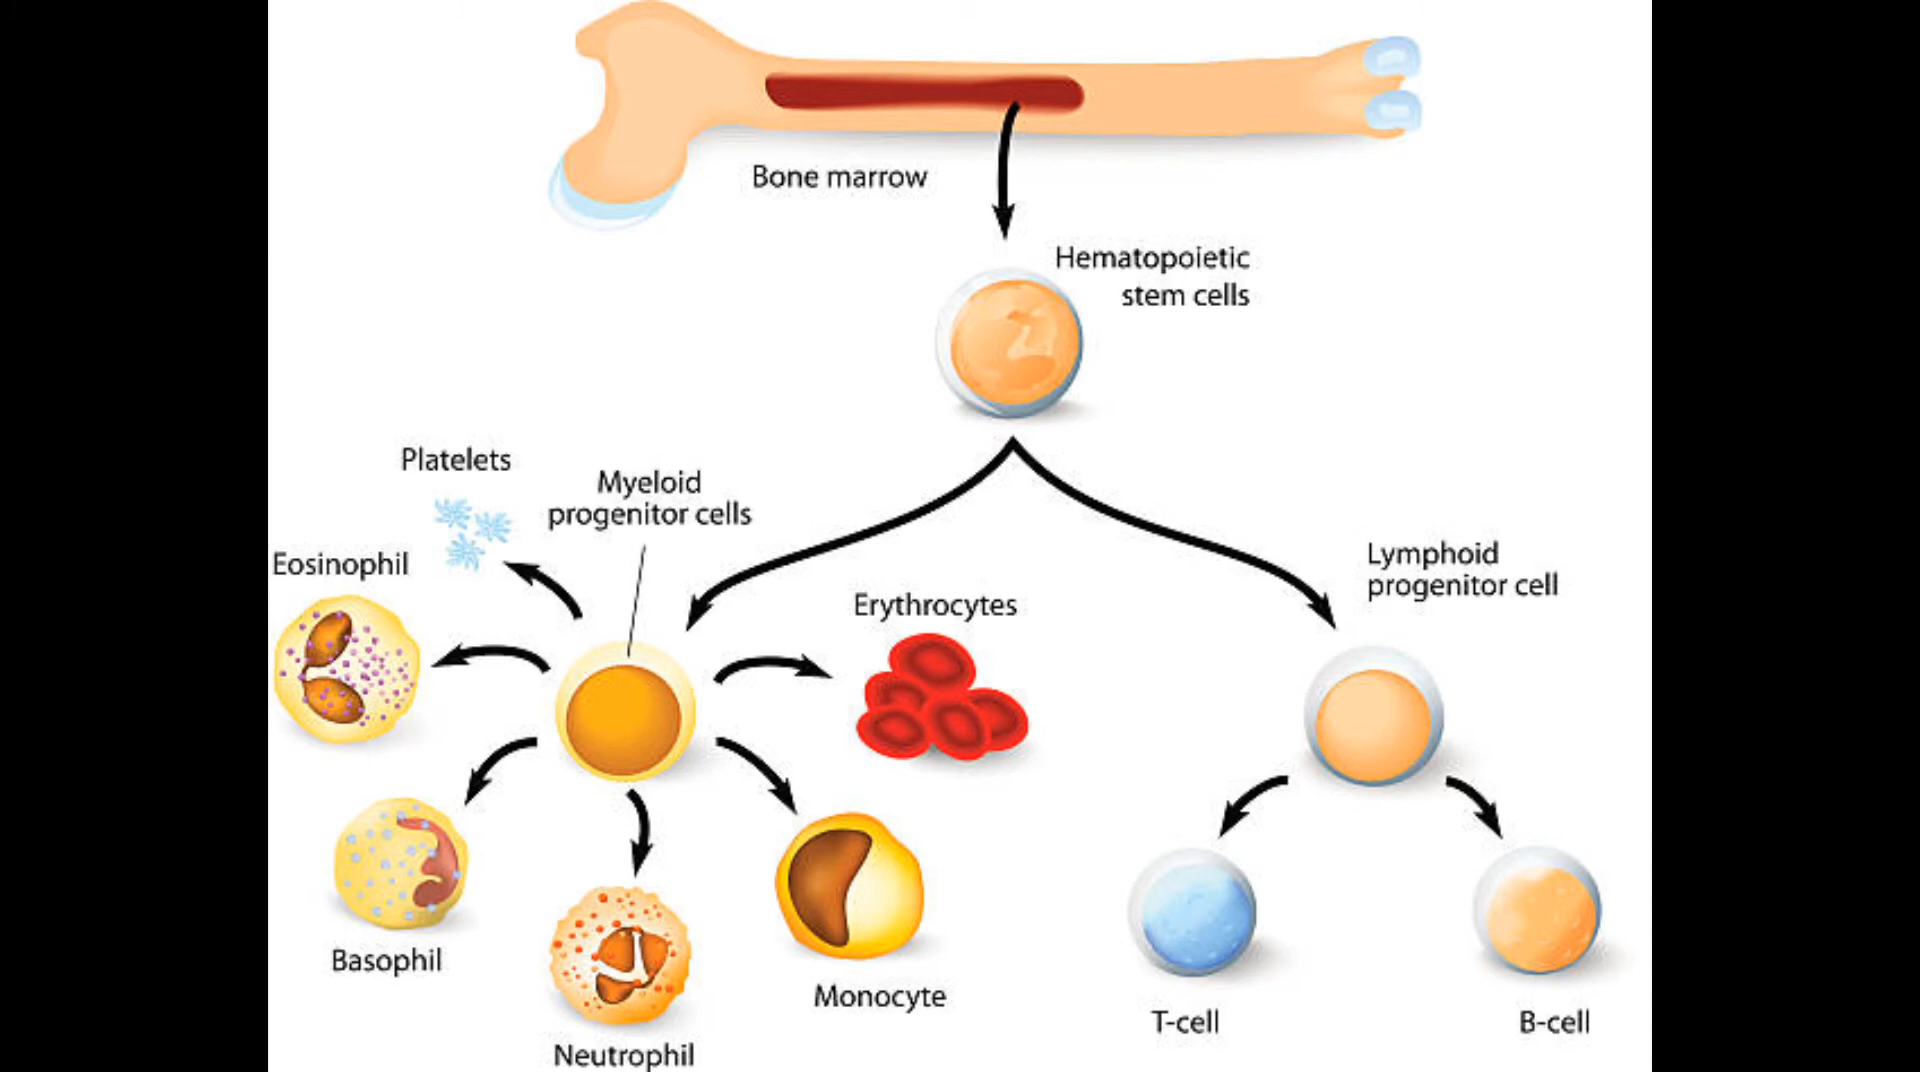 Bone marrow
Hematopoietic
stem cells
Platelets
Myeloid
progenitor cells
Eosinophil
Erythrocytes
Lymphoid
progenitor cell
Basophil
Neutrophil
Monocyte
T-cell
B-cell